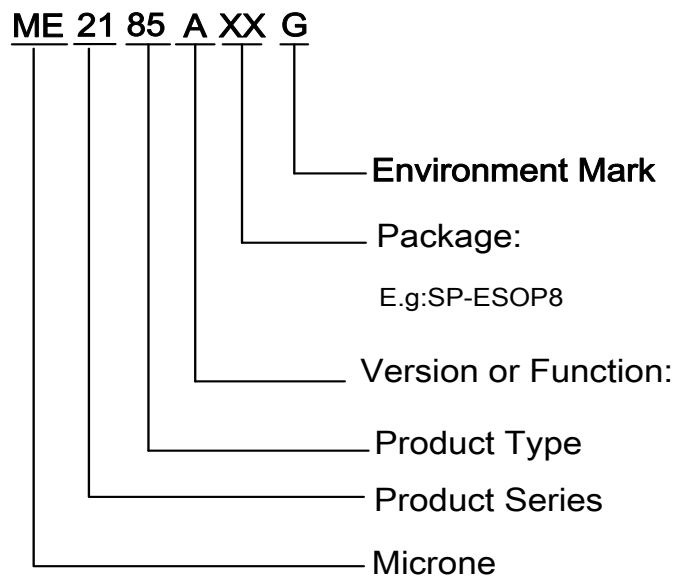 ME 21 85 A XX G
Environment Mark
Package:
E.g:SP-ESOP8
Version or Function:
Product Type
Product Series
Microne